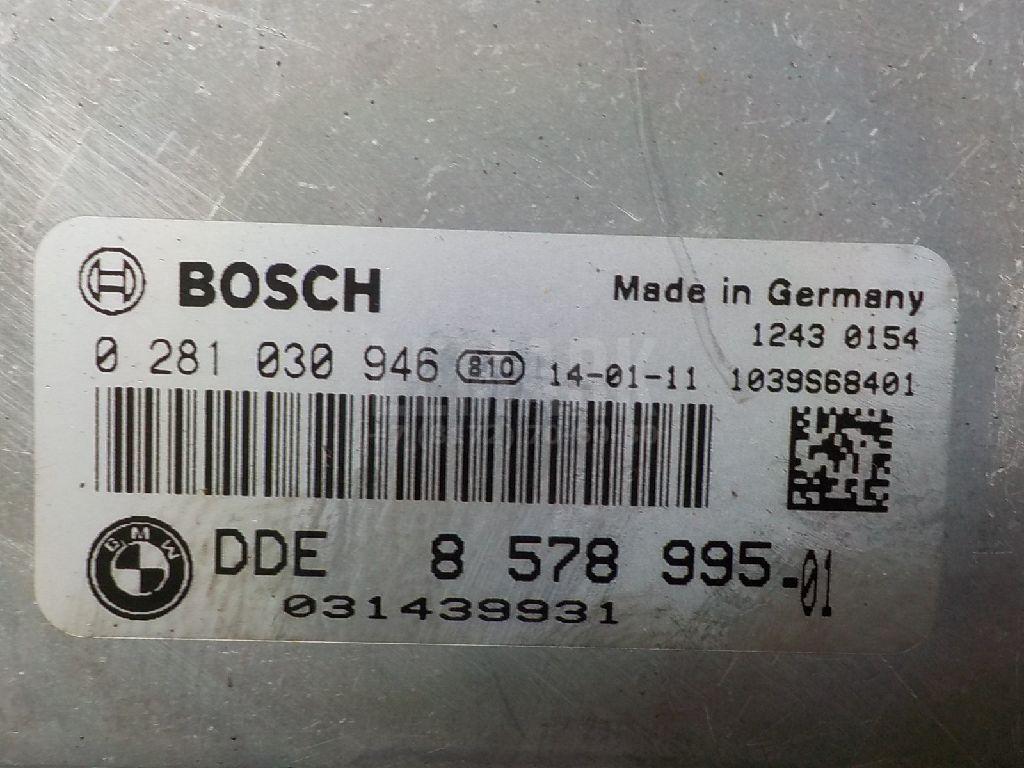 BOSCH
Made in Germany
1243 0154
0 281 030 946 810 14-01-11 1039S68401
BMW DDE 8 578 995-01
031439931